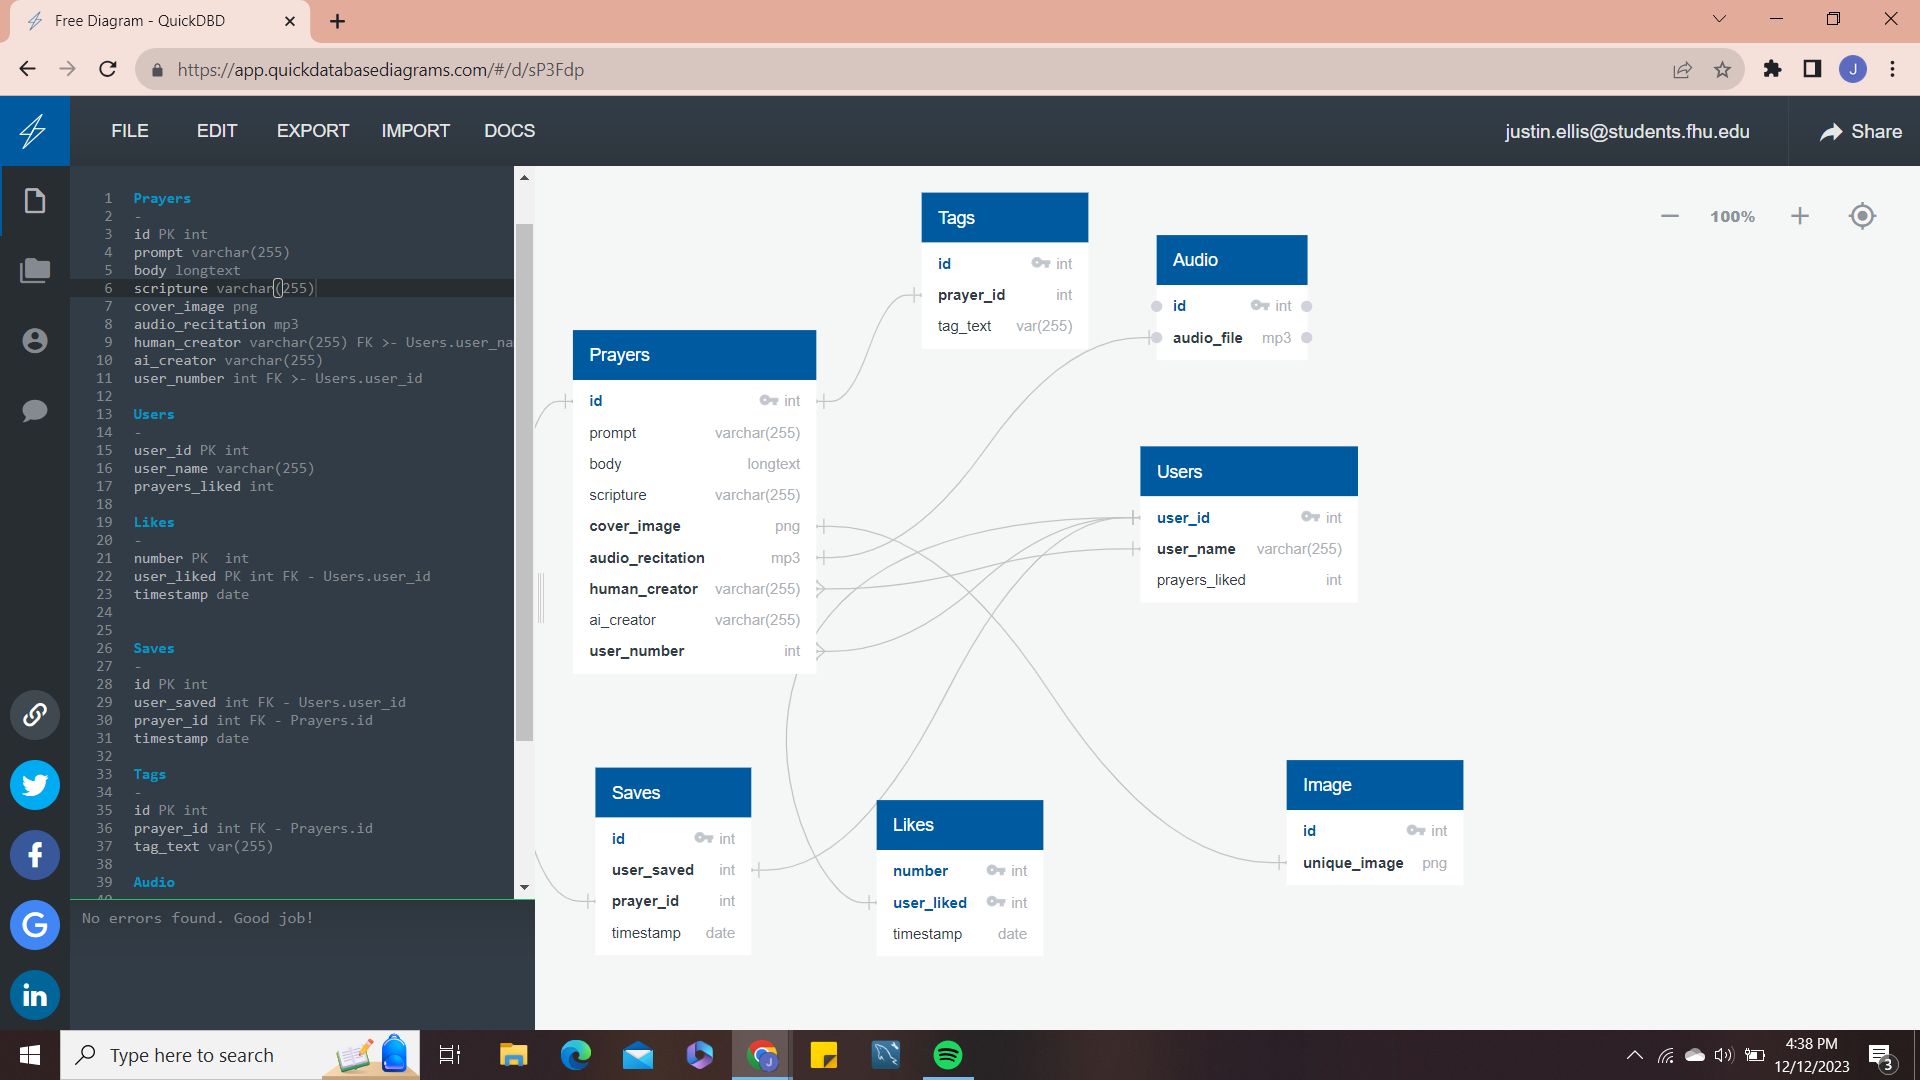 Free Diagram - QuickDBD
https://app.quickdatabasediagrams.com/#/d/sP3Fdp
J
FILE EDIT EXPORT IMPORT DOCS
justin.ellis@students.fhu.edu
Share
1 Prayers
2 -
3 id PK int
4 prompt varchar(255)
5 body longtext
6 scripture varchar(255)
7 cover_image png
8 audio_recitation mp3
9 human_creator varchar(255) FK >- Users.user_na
10 ai_creator varchar(255)
11 user_number int FK >- Users.user_id
12
13 Users
14 -
15 user_id PK int
16 user_name varchar(255)
17 prayers_liked int
18
19 Likes
20 -
21 number PK  int
22 user_liked PK int FK - Users.user_id
23 timestamp date
24
25
26 Saves
27 -
28 id PK int
29 user_saved int FK - Users.user_id
30 prayer_id int FK - Prayers.id
31 timestamp date
32
33 Tags
34 -
35 id PK int
36 prayer_id int FK - Prayers.id
37 tag_text var(255)
38
39 Audio
40
No errors found. Good job!
100%
Tags
id int
prayer_id int
tag_text var(255)
Audio
id int
audio_file mp3
Prayers
id int
prompt varchar(255)
body longtext
scripture varchar(255)
cover_image png
audio_recitation mp3
human_creator varchar(255)
ai_creator varchar(255)
user_number int
Users
user_id int
user_name varchar(255)
prayers_liked int
Saves
id int
user_saved int
prayer_id int
timestamp date
Likes
number int
user_liked int
timestamp date
Image
id int
unique_image png
Type here to search
4:38 PM
12/12/2023
3